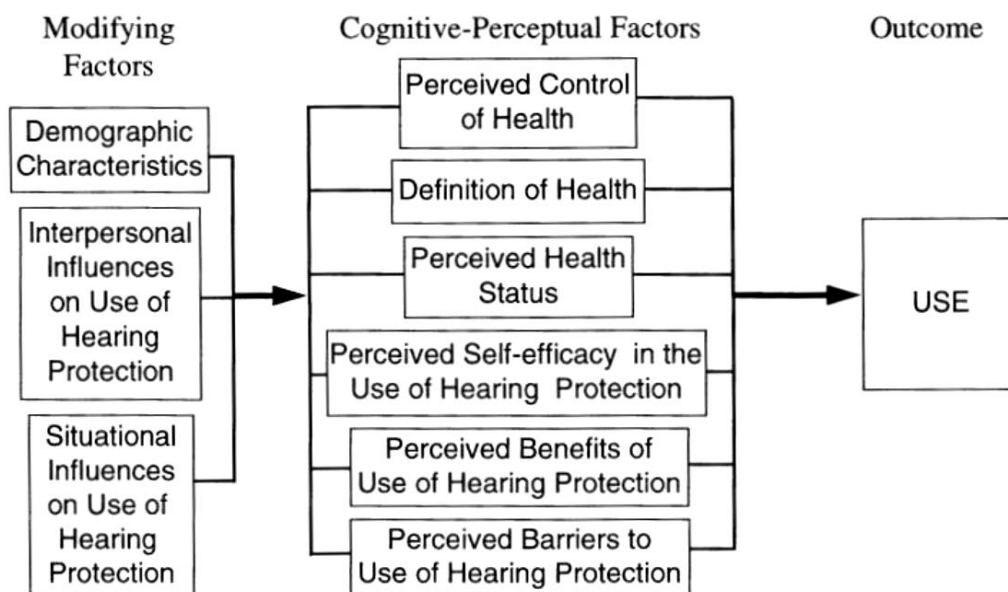 Modifying
Factors
Cognitive-Perceptual Factors
Outcome
Demographic
Characteristics
Interpersonal
Influences
on Use of
Hearing
Protection
Situational
Influences
on Use of
Hearing
Protection
Perceived Control
of Health
Definition of Health
Perceived Health
Status
Perceived Self-efficacy in the
Use of Hearing Protection
Perceived Benefits of
Use of Hearing Protection
Perceived Barriers to
Use of Hearing Protection
USE